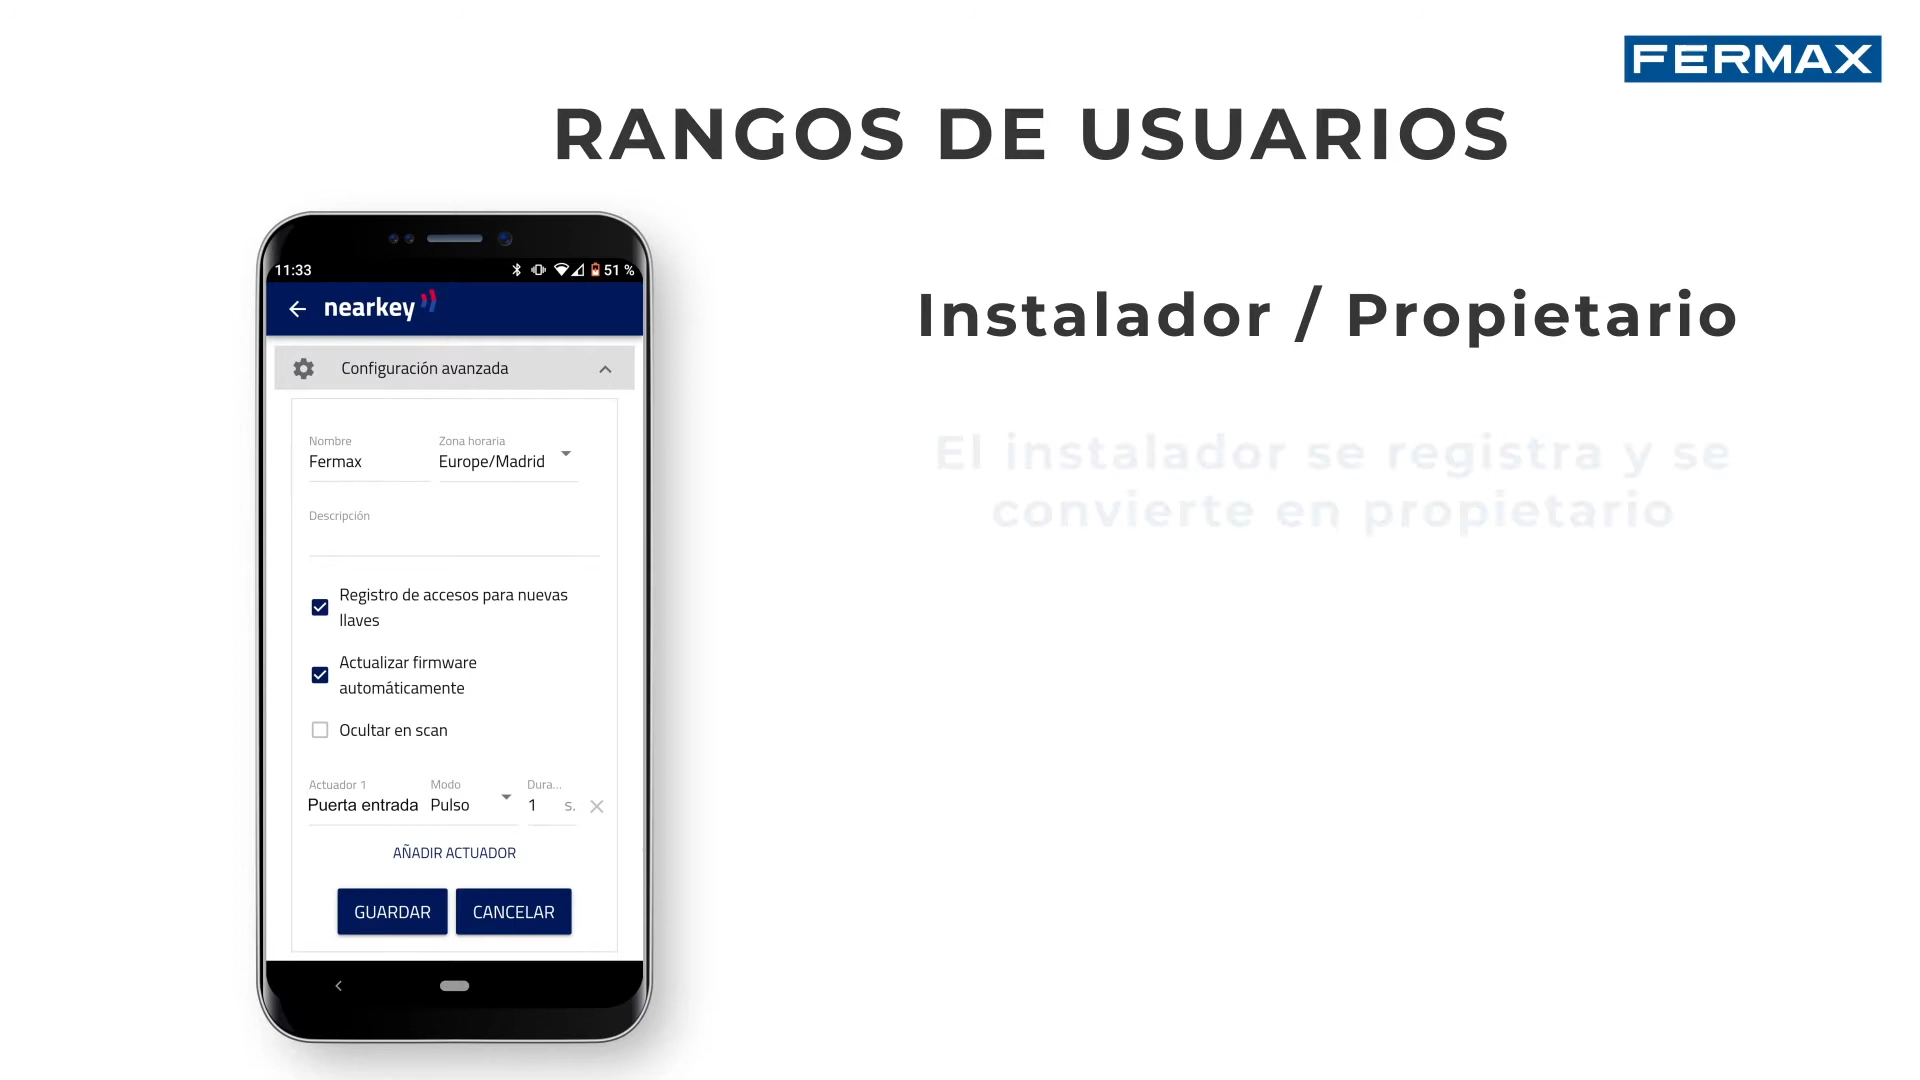 FERMAX
RANGOS DE USUARIOS
11:33
51 %
nearkey
Configuración avanzada
Nombre
Zona horaria
Fermax
Europe/Madrid
Descripción
Registro de accesos para nuevas
llaves
Actualizar firmware
automáticamente
Ocultar en scan
Actuador 1
Modo
Dura...
Puerta entrada
Pulso
1
s.
AÑADIR ACTUADOR
GUARDAR
CANCELAR
Instalador / Propietario
El instalador se registra y se
convierte en propietario